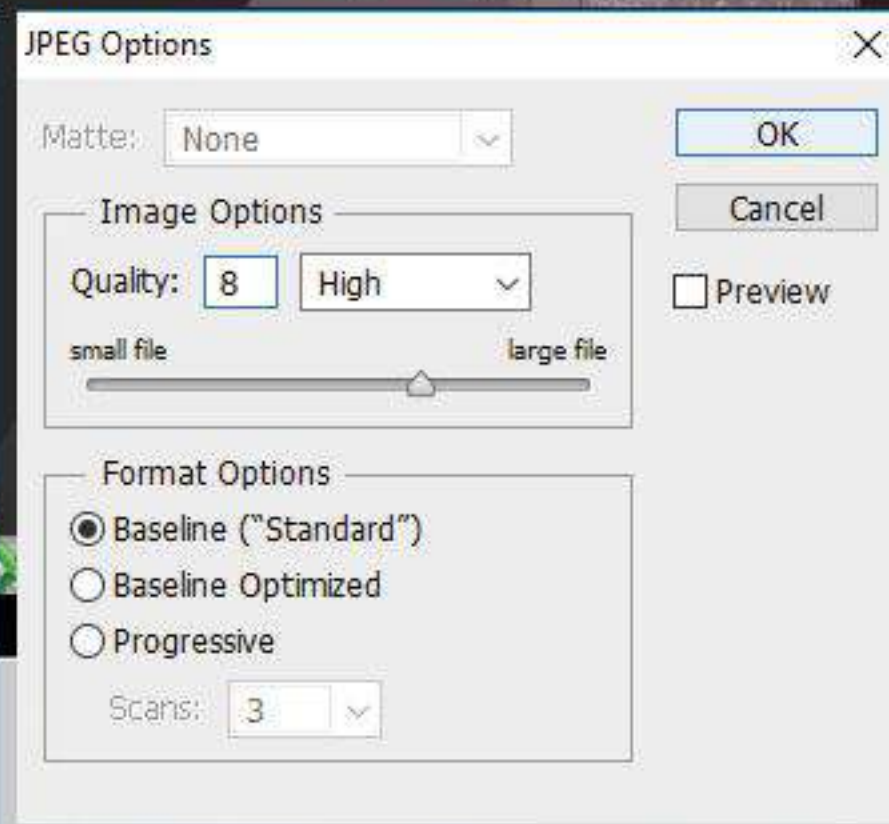 JPEG Options
Matte: None
OK
Image Options
Cancel
Quality: 8 High
Preview
small file large file
Format Options
Baseline (“Standard”)
Baseline Optimized
Progressive
Scans: 3